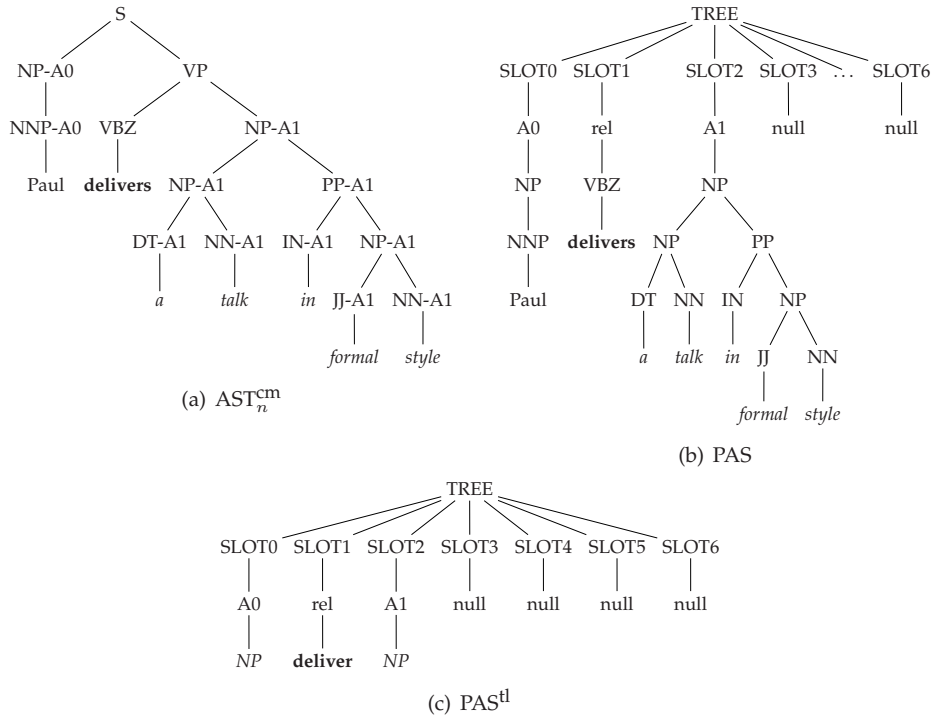 S
NP-A0 VP
NNP-A0 VBZ NP-A1
Paul delivers NP-A1 PP-A1
DT-A1 NN-A1 IN-A1 NP-A1
a talk in JJ-A1 NN-A1
formal style
(a) AST_n^cm
TREE
SLOT0 SLOT1 SLOT2 SLOT3 ... SLOT6
A0 rel A1 null null
NP VBZ NP
NNP delivers NP PP
Paul DT NN IN NP
a talk in JJ NN
formal style
(b) PAS
TREE
SLOT0 SLOT1 SLOT2 SLOT3 SLOT4 SLOT5 SLOT6
A0 rel A1 null null null null
NP deliver NP
(c) PAS^tl